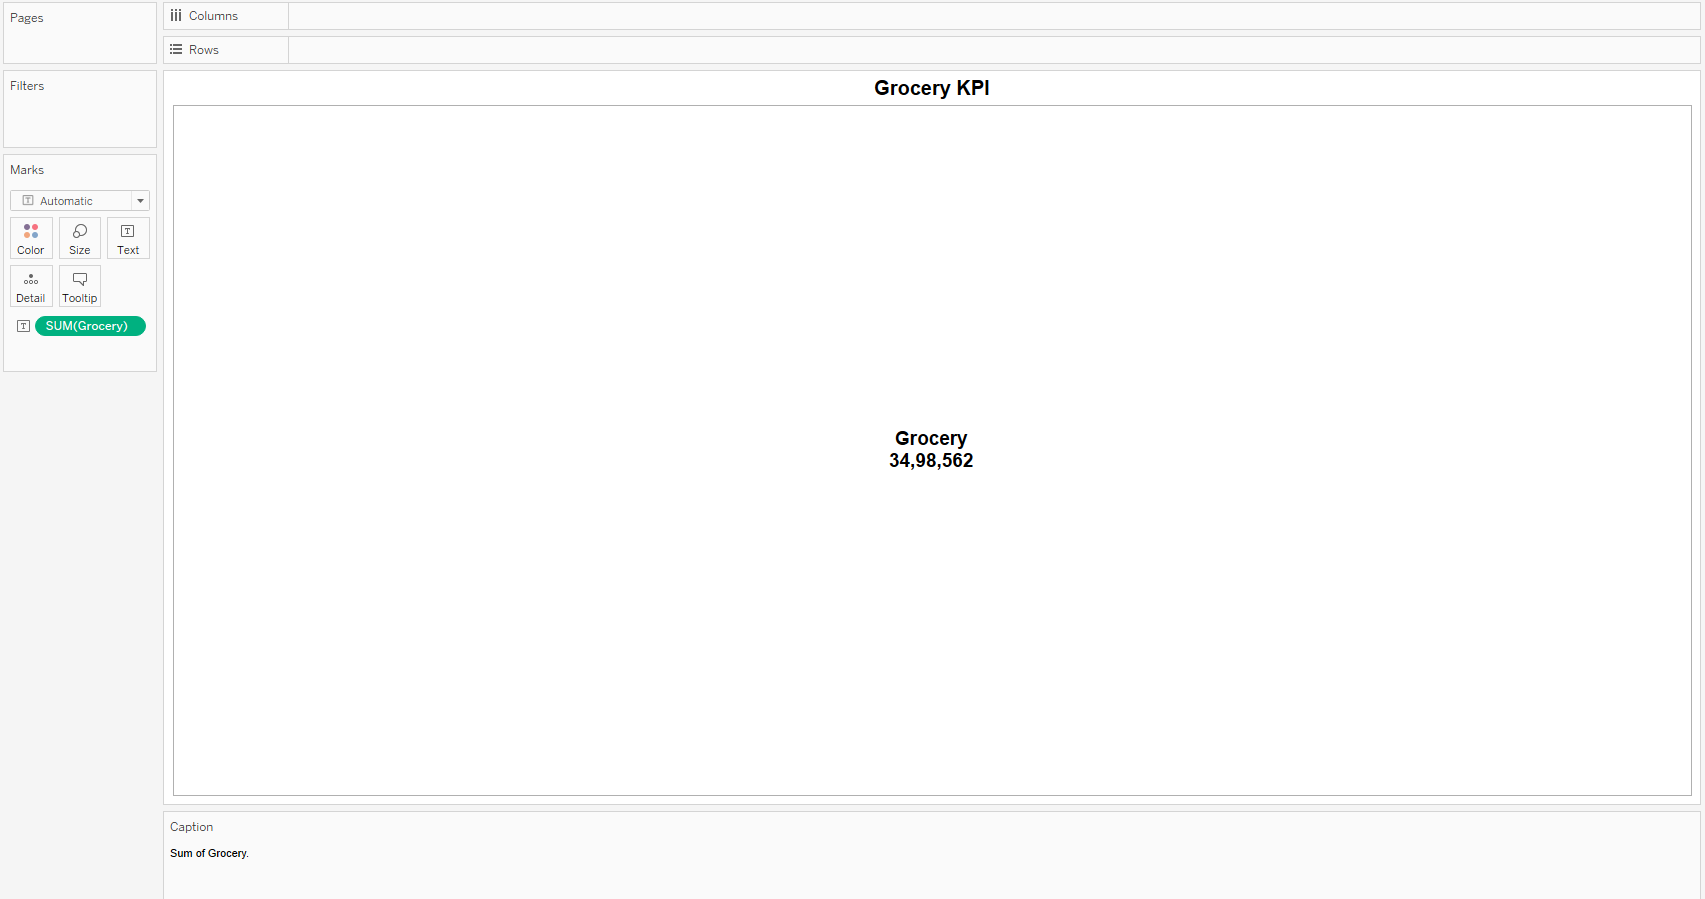 Pages
Columns
Rows
Filters
Marks
Automatic
Color Size Text
Detail Tooltip
SUM(Grocery)
Grocery KPI
Grocery
34,98,562
Caption
Sum of Grocery.